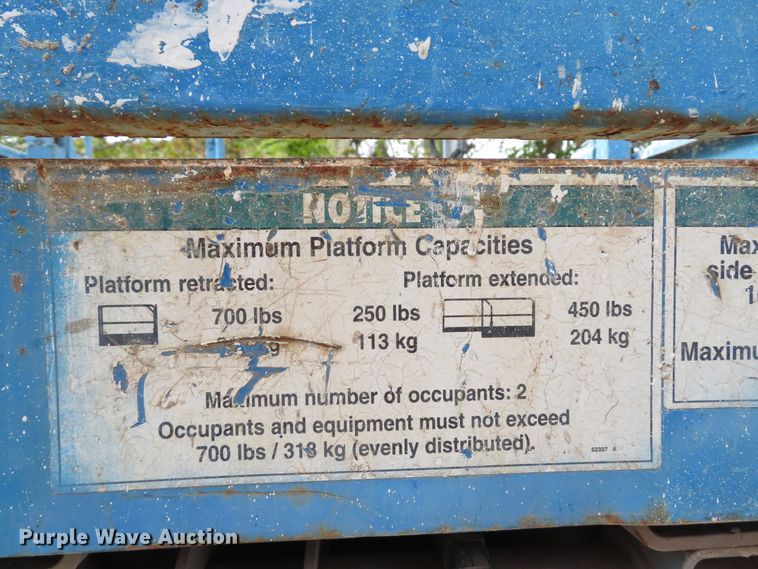 NOTICE
Maximum Platform Capacities
Platform retracted: Platform extended:
700 lbs 250 lbs 450 lbs
113 kg 204 kg
Maximum number of occupants: 2
Occupants and equipment must not exceed
700 lbs / 318 kg (evenly distributed).
52337 A
side
Maximu
Purple Wave Auction